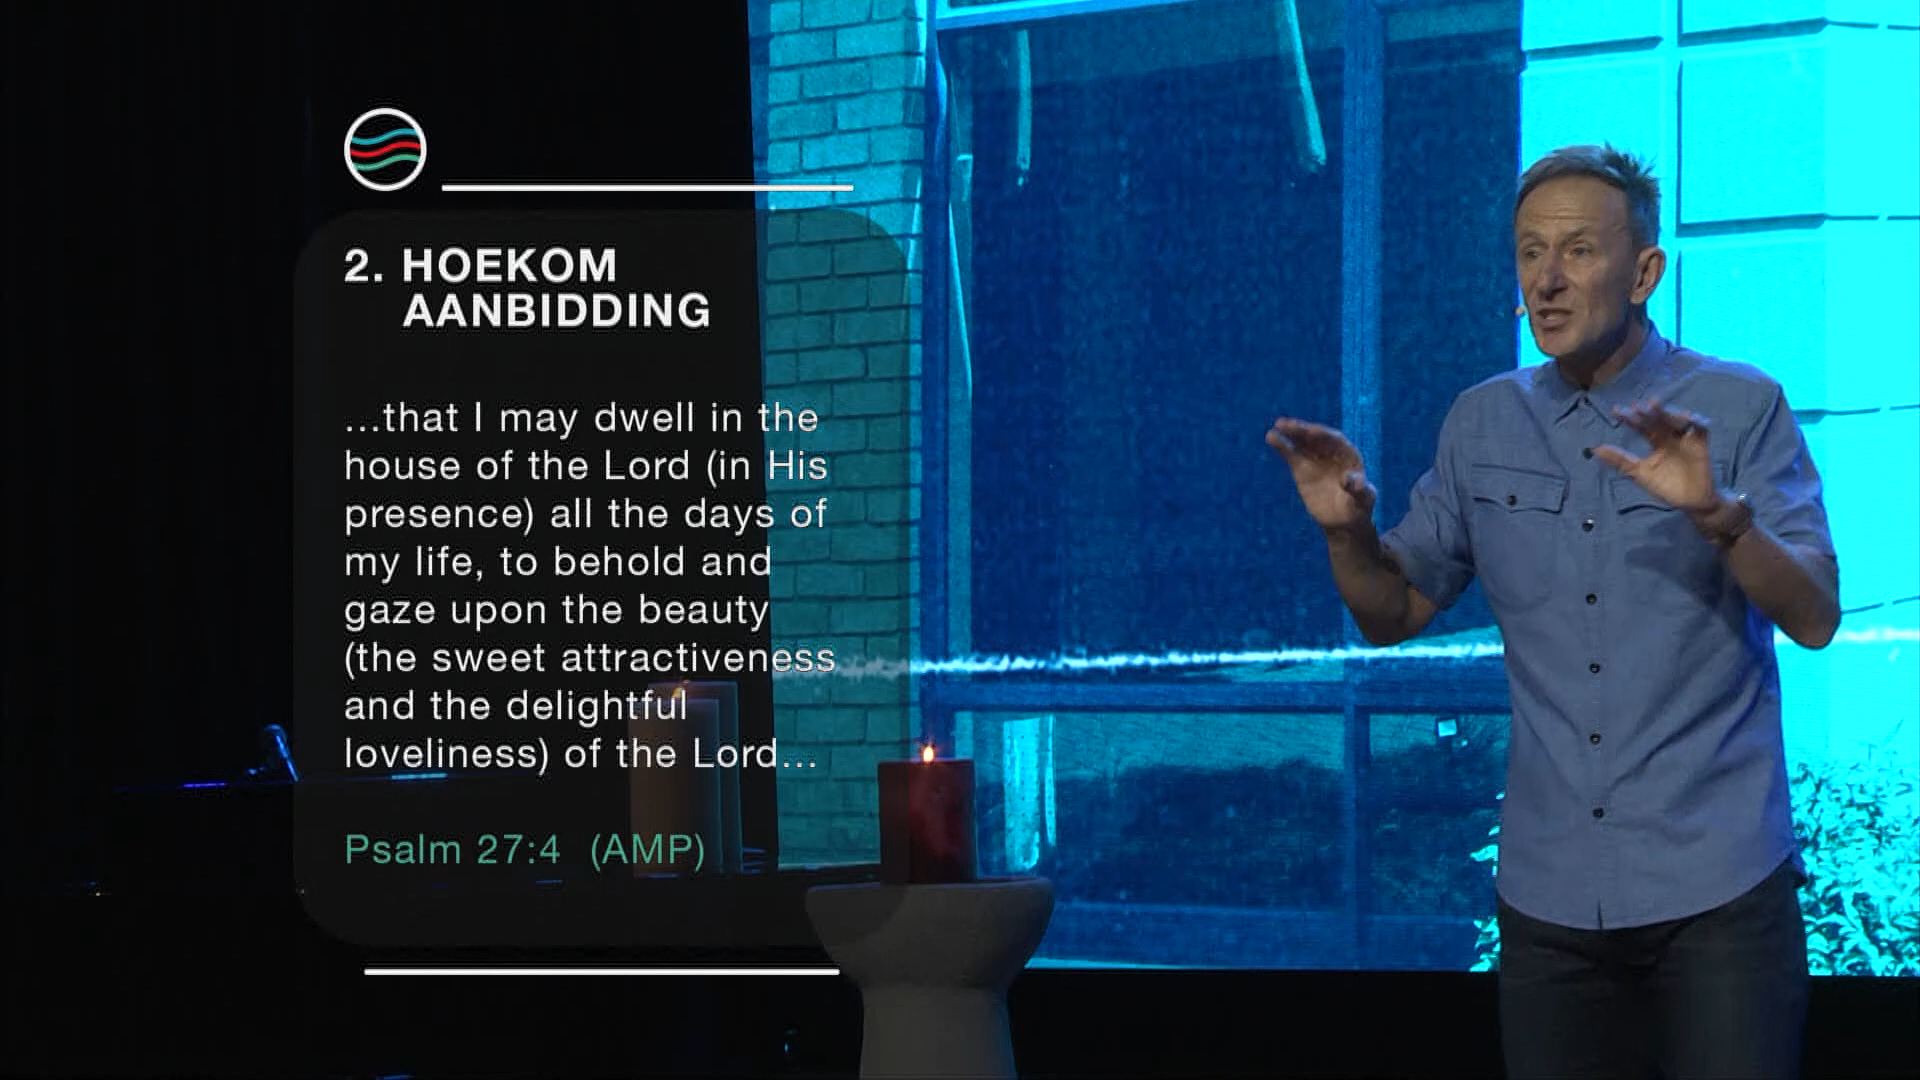 2. HOEKOM
AANBIDDING
...that I may dwell in the
house of the Lord (in His
presence) all the days of
my life, to behold and
gaze upon the beauty
(the sweet attractiveness
and the delightful
loveliness) of the Lord...
Psalm 27:4 (AMP)